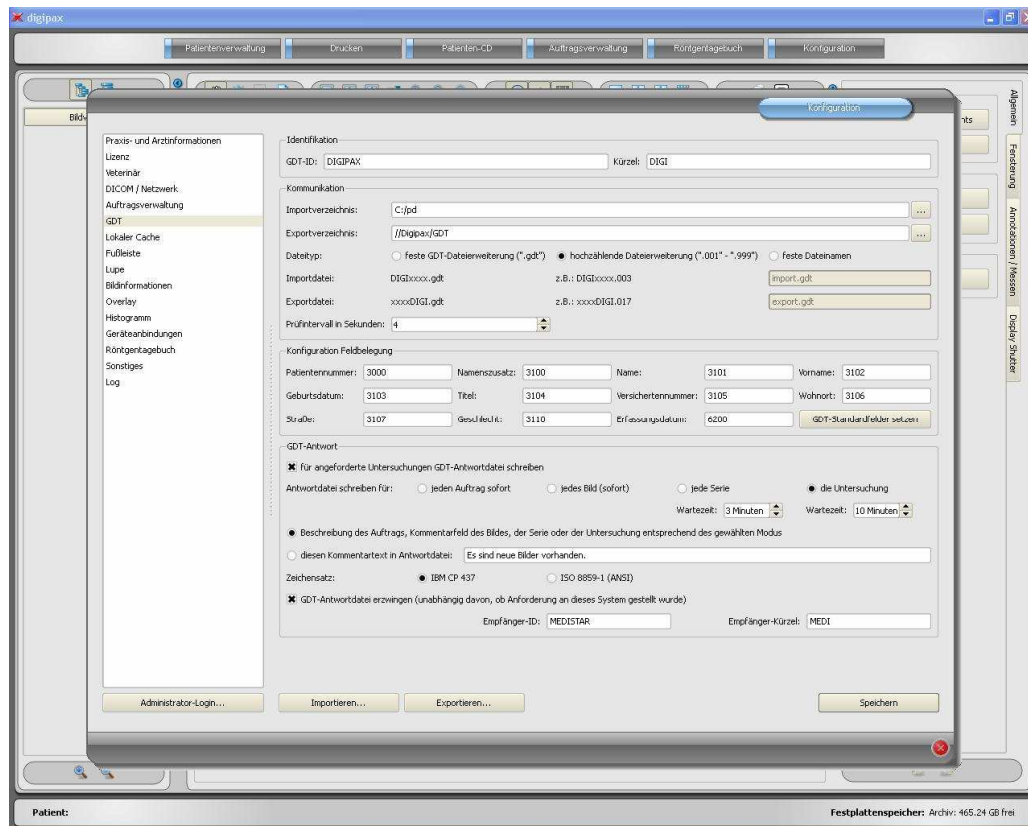 digipax
Patientenverwaltung Drucken Patienten-CD Auftragsverwaltung Röntgentagebuch Konfiguration
Konfiguration
Allgemein
Fensterung
Annotationen / Messen
Display Shutter
Praxis- und Arztinformationen
Lizenz
Veterinär
DICOM / Netzwerk
Auftragsverwaltung
GDT
Lokaler Cache
Fußleiste
Lupe
Bildinformationen
Overlay
Histogramm
Geräteanbindungen
Röntgentagebuch
Sonstiges
Log
Identifikation
GDT-ID: DIGIPAX Kürzel: DIGI
Kommunikation
Importverzeichnis: C:/pd ...
Exportverzeichnis: //Digipax/GDT ...
Dateityp: feste GDT-Dateierweiterung (".gdt") hochzählende Dateierweiterung (".001" - ".999") feste Dateinamen
Importdatei: DIGIxxxx.gdt z.B.: DIGIxxxx.003 import.gdt
Exportdatei: xxxxDIGI.gdt z.B.: xxxxDIGI.017 export.gdt
Prüfintervall in Sekunden: 4
Konfiguration Feldbelegung
Patientennummer: 3000 Namenszusatz: 3100 Name: 3101 Vorname: 3102
Geburtsdatum: 3103 Titel: 3104 Versichertennummer: 3105 Wohnort: 3106
Straße: 3107 Geschlecht: 3110 Erfassungsdatum: 6200 GDT-Standardfelder setzen
GDT-Antwort
für angeforderte Untersuchungen GDT-Antwortdatei schreiben
Antwortdatei schreiben für: jeden Auftrag sofort jedes Bild (sofort) jede Serie die Untersuchung
Wartezeit: 3 Minuten Wartezeit: 10 Minuten
Beschreibung des Auftrags, Kommentarfeld des Bildes, der Serie oder der Untersuchung entsprechend des gewählten Modus
diesen Kommentartext in Antwortdatei: Es sind neue Bilder vorhanden.
Zeichensatz: IBM CP 437 ISO 8859-1 (ANSI)
GDT-Antwortdatei erzwingen (unabhängig davon, ob Anforderung an dieses System gestellt wurde)
Empfänger-ID: MEDISTAR Empfänger-Kürzel: MEDI
Administrator-Login... Importieren... Exportieren... Speichern
Patient: Festplattenspeicher: Archiv: 465.24 GB frei